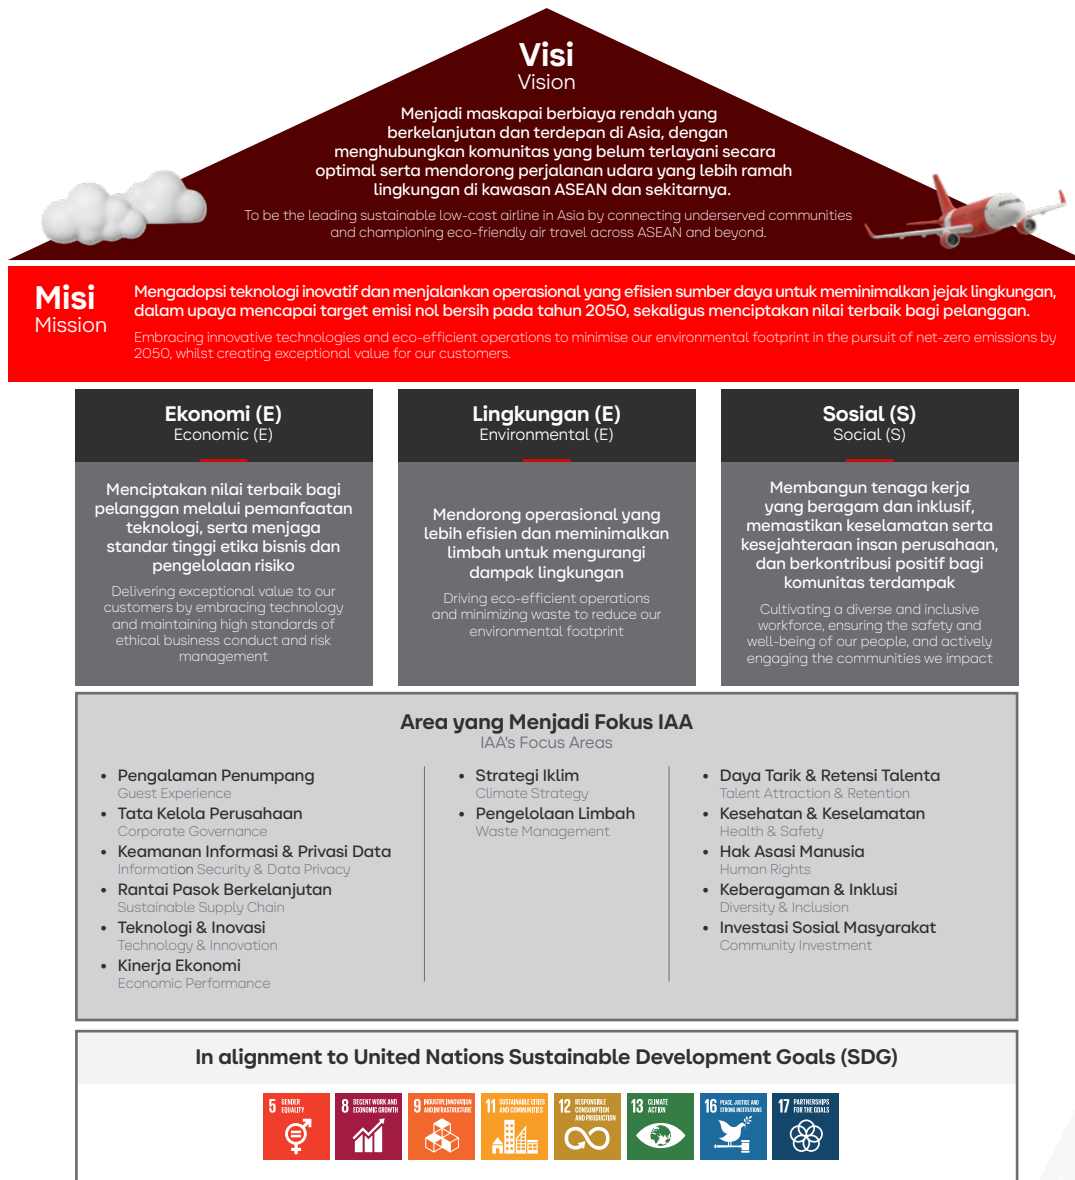 Visi
Vision
Menjadi maskapai berbiaya rendah yang
berkelanjutan dan terdepan di Asia, dengan
menghubungkan komunitas yang belum terlayani secara
optimal serta mendorong perjalanan udara yang lebih ramah
lingkungan di kawasan ASEAN dan sekitarnya.
To be the leading sustainable low-cost airline in Asia by connecting underserved communities
and championing eco-friendly air travel across ASEAN and beyond.
Misi
Mission
Mengadopsi teknologi inovatif dan menjalankan operasional yang efisien sumber daya untuk meminimalkan jejak lingkungan,
dalam upaya mencapai target emisi nol bersih pada tahun 2050, sekaligus menciptakan nilai terbaik bagi pelanggan.
Embracing innovative technologies and eco-efficient operations to minimise our environmental footprint in the pursuit of net-zero emissions by
2050, whilst creating exceptional value for our customers.
Ekonomi (E)
Economic (E)
Menciptakan nilai terbaik bagi
pelanggan melalui pemanfaatan
teknologi, serta menjaga
standar tinggi etika bisnis dan
pengelolaan risiko
Delivering exceptional value to our
customers by embracing technology
and maintaining high standards of
ethical business conduct and risk
management
Lingkungan (E)
Environmental (E)
Mendorong operasional yang
lebih efisien dan meminimalkan
limbah untuk mengurangi
dampak lingkungan
Driving eco-efficient operations
and minimizing waste to reduce our
environmental footprint
Sosial (S)
Social (S)
Membangun tenaga kerja
yang beragam dan inklusif,
memastikan keselamatan serta
kesejahteraan insan perusahaan,
dan berkontribusi positif bagi
komunitas terdampak
Cultivating a diverse and inclusive
workforce, ensuring the safety and
well-being of our people, and actively
engaging the communities we impact
Area yang Menjadi Fokus IAA
IAA's Focus Areas
• Pengalaman Penumpang
Guest Experience
• Tata Kelola Perusahaan
Corporate Governance
• Keamanan Informasi & Privasi Data
Information Security & Data Privacy
• Rantai Pasok Berkelanjutan
Sustainable Supply Chain
• Teknologi & Inovasi
Technology & Innovation
• Kinerja Ekonomi
Economic Performance
• Strategi Iklim
Climate Strategy
• Pengelolaan Limbah
Waste Management
• Daya Tarik & Retensi Talenta
Talent Attraction & Retention
• Kesehatan & Keselamatan
Health & Safety
• Hak Asasi Manusia
Human Rights
• Keberagaman & Inklusi
Diversity & Inclusion
• Investasi Sosial Masyarakat
Community Investment
In alignment to United Nations Sustainable Development Goals (SDG)
5 GENDER
EQUALITY
8 DECENT WORK AND
ECONOMIC GROWTH
9 INDUSTRY, INNOVATION
AND INFRASTRUCTURE
11 SUSTAINABLE CITIES
AND COMMUNITIES
12 RESPONSIBLE
CONSUMPTION
AND PRODUCTION
13 CLIMATE
ACTION
16 PEACE, JUSTICE AND
STRONG INSTITUTIONS
17 PARTNERSHIPS
FOR THE GOALS